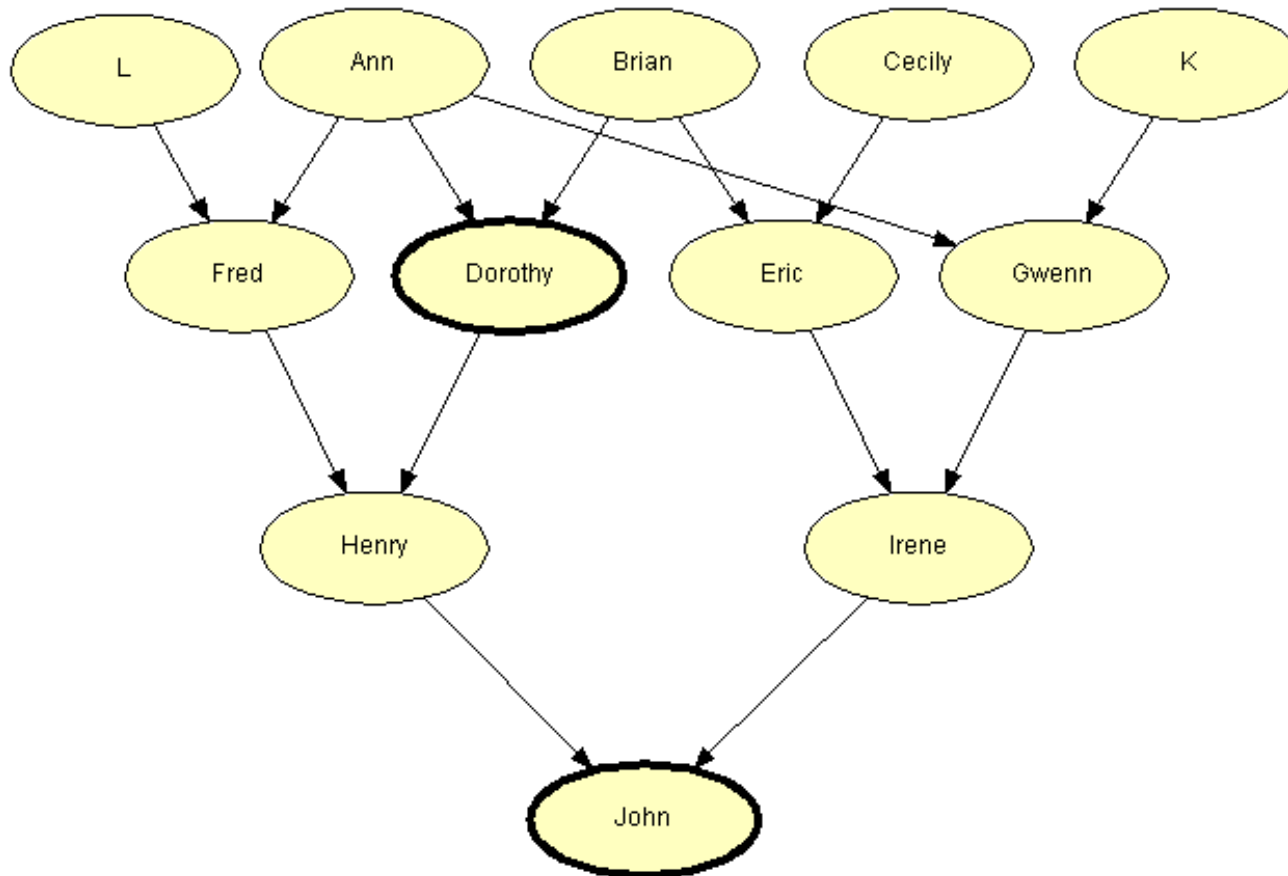 L
Ann
Brian
Cecily
K
Fred
Dorothy
Eric
Gwenn
Henry
Irene
John